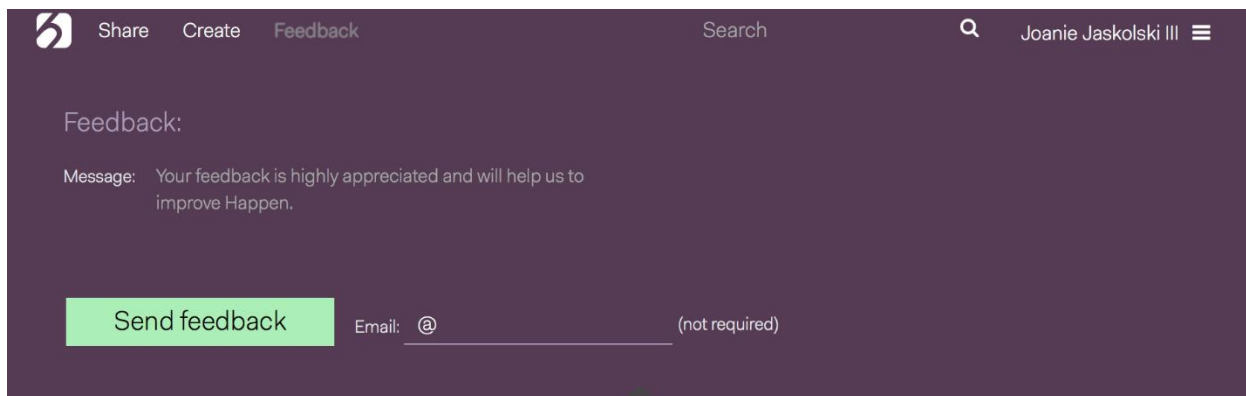 Share Create Feedback Search Joanie Jaskolski III
Feedback:
Message: Your feedback is highly appreciated and will help us to
improve Happen.
Send feedback Email: @ (not required)